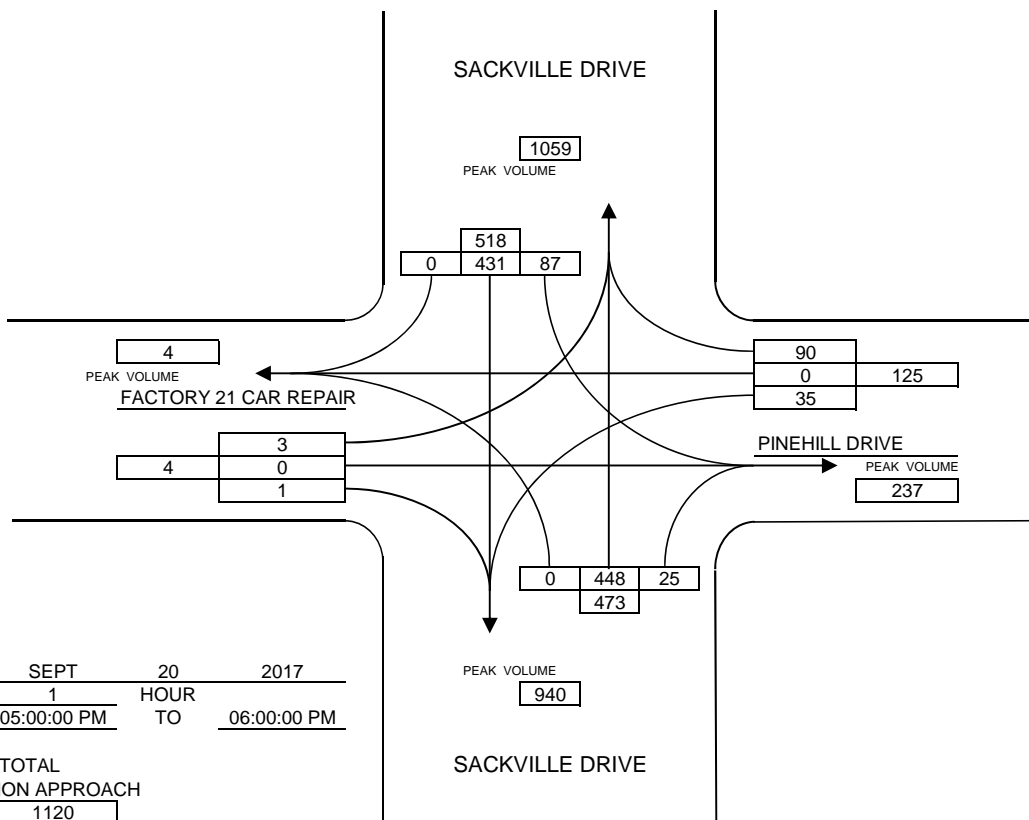 SACKVILLE DRIVE
1059
PEAK VOLUME
518
0 431 87
4
PEAK VOLUME
FACTORY 21 CAR REPAIR
90
0 125
35
3
4 0
1
PINEHILL DRIVE
PEAK VOLUME
237
0 448 25
473
SEPT 20 2017
1 HOUR
05:00:00 PM TO 06:00:00 PM
PEAK VOLUME
940
TOTAL
ION APPROACH
1120
SACKVILLE DRIVE